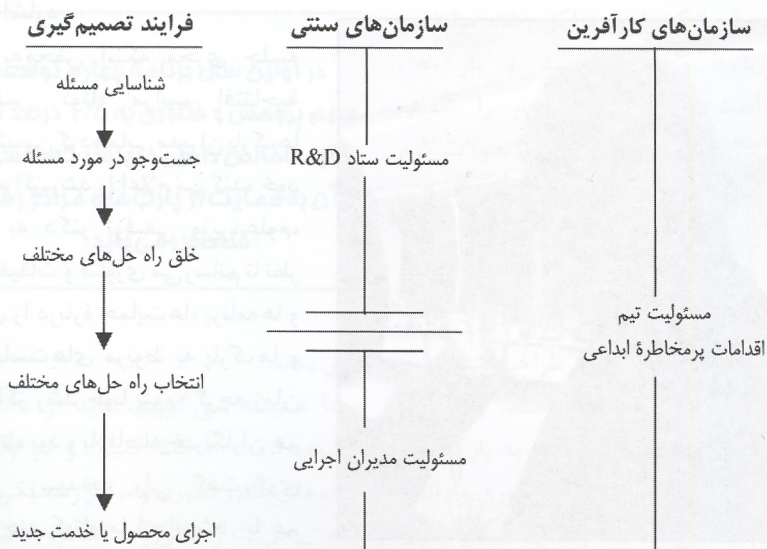 سازمان‌های کارآفرین
سازمان‌های سنتی
فرایند تصمیم‌گیری
شناسایی مسئله
مسئولیت ستاد R&D
جست‌وجو در مورد مسئله
خلق راه حل‌های مختلف
مسئولیت تیم
اقدامات پرمخاطرهٔ ابداعی
انتخاب راه حل‌های مختلف
مسئولیت مدیران اجرایی
اجرای محصول یا خدمت جدید